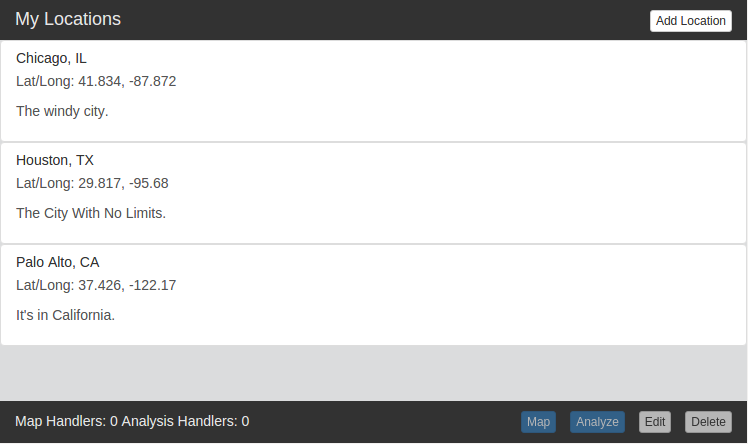 My Locations
Add Location
Chicago, IL
Lat/Long: 41.834, -87.872
The windy city.
Houston, TX
Lat/Long: 29.817, -95.68
The City With No Limits.
Palo Alto, CA
Lat/Long: 37.426, -122.17
It's in California.
Map Handlers: 0 Analysis Handlers: 0
Map
Analyze
Edit
Delete